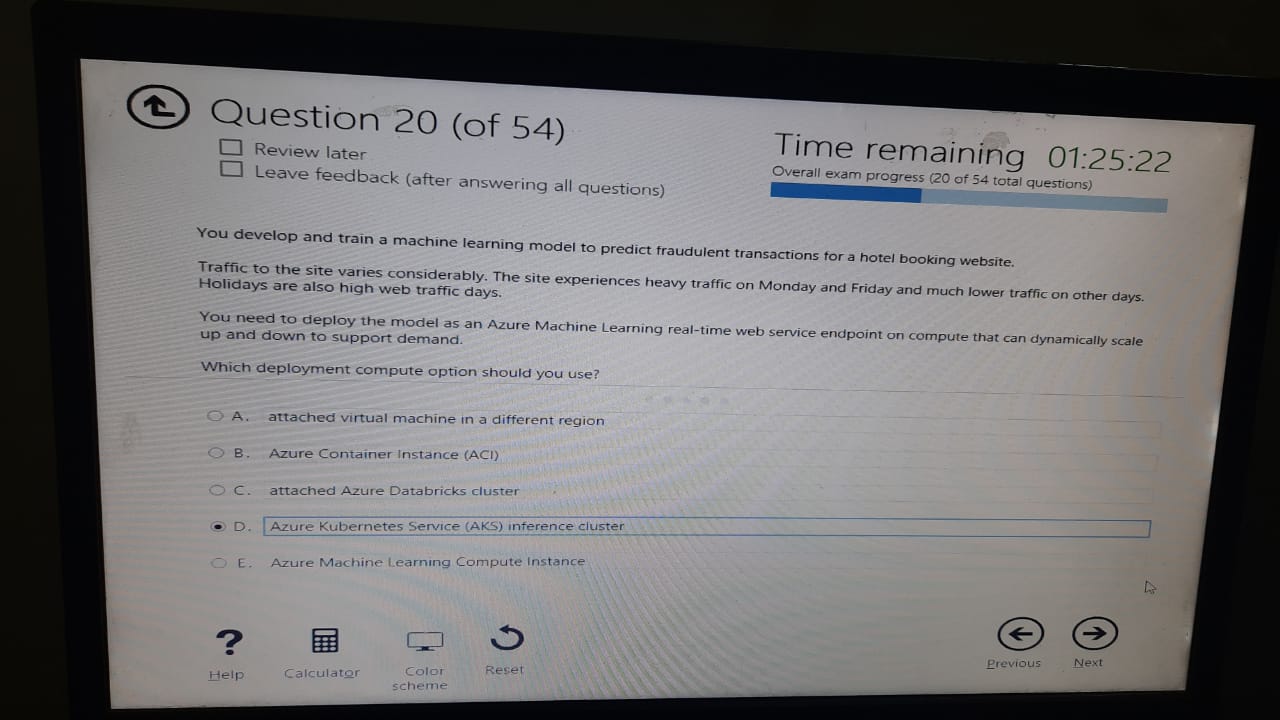 Question 20 (of 54)
Review later
Leave feedback (after answering all questions)
Time remaining 01:25:22
Overall exam progress (20 of 54 total questions)
You develop and train a machine learning model to predict fraudulent transactions for a hotel booking website.
Traffic to the site varies considerably. The site experiences heavy traffic on Monday and Friday and much lower traffic on other days.
Holidays are also high web traffic days.
You need to deploy the model as an Azure Machine Learning real-time web service endpoint on compute that can dynamically scale
up and down to support demand.
Which deployment compute option should you use?
A. attached virtual machine in a different region
B. Azure Container Instance (ACI)
C. attached Azure Databricks cluster
D. Azure Kubernetes Service (AKS) inference cluster
E. Azure Machine Learning Compute Instance
?
Help
Calculator
Color
scheme
Reset
Previous
Next